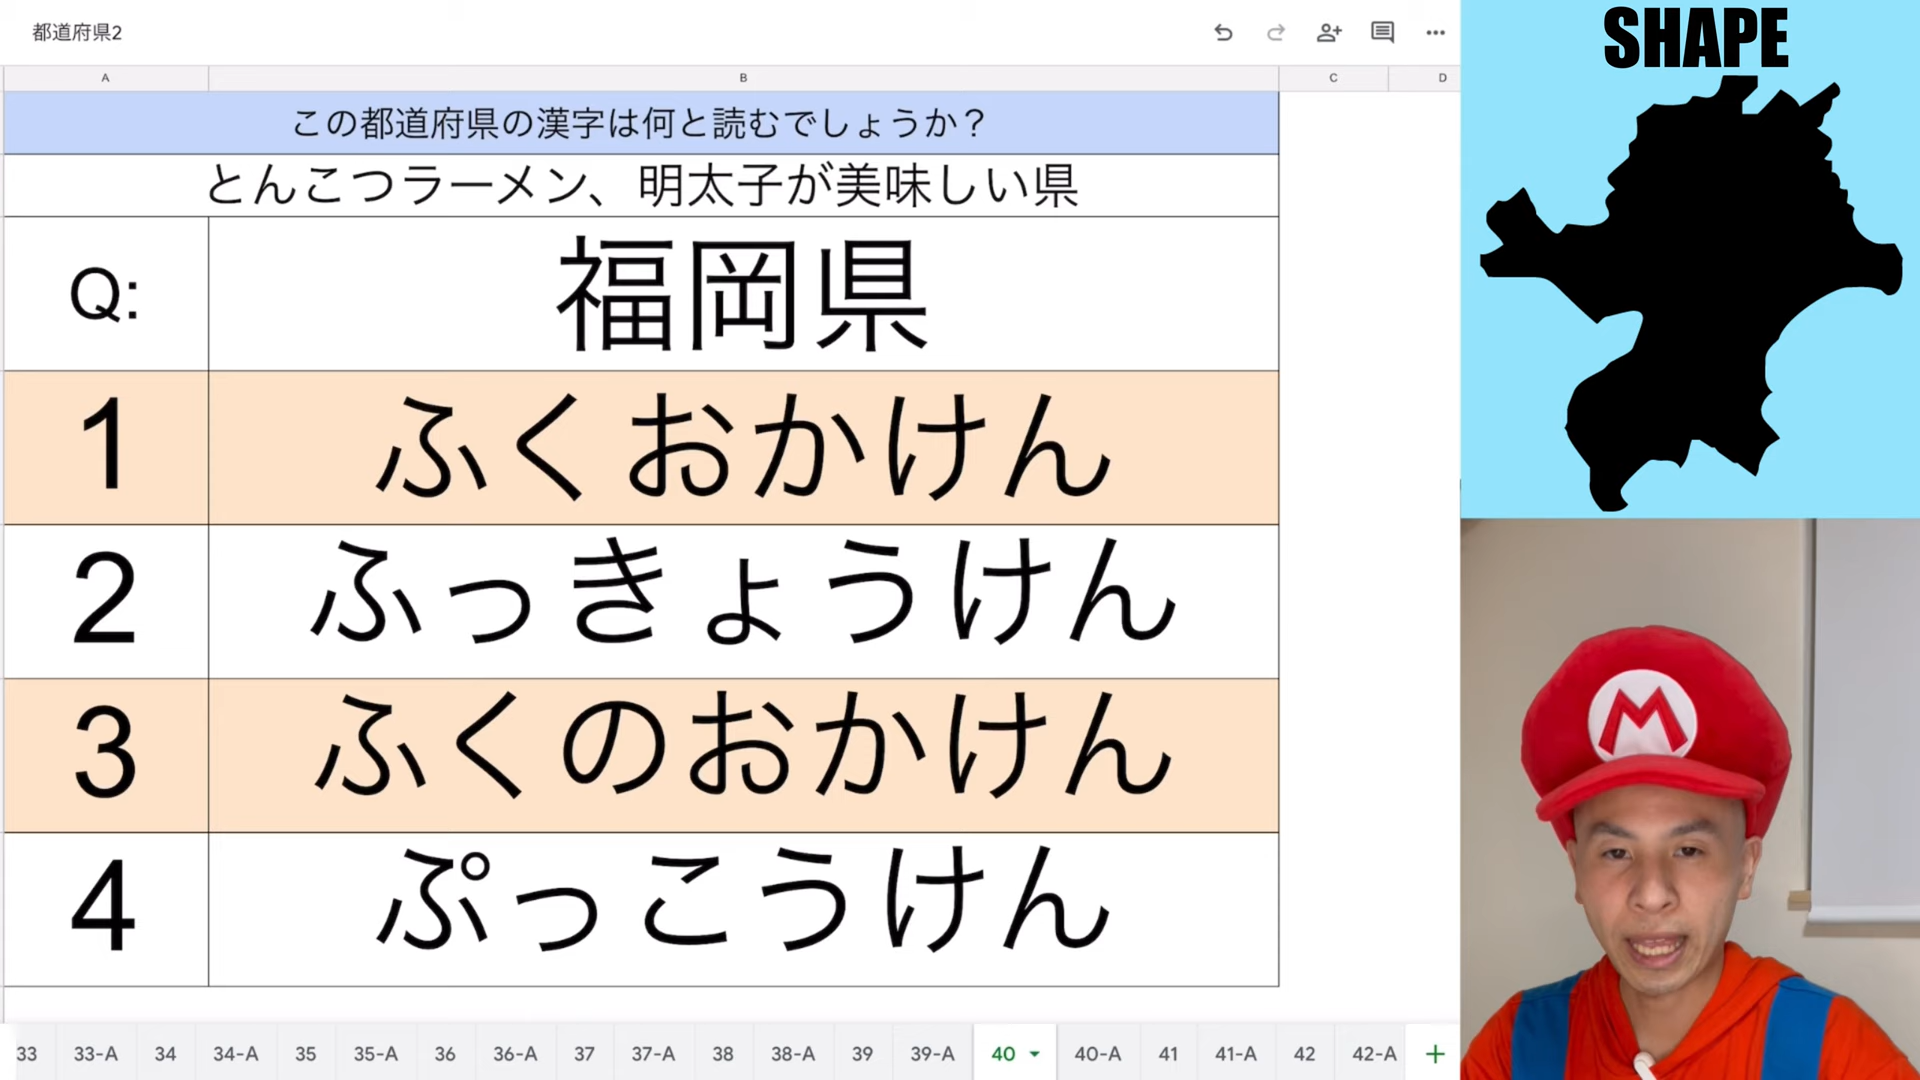 都道府県2
A B C D
この都道府県の漢字は何と読むでしょうか？
とんこつラーメン、明太子が美味しい県
Q: 福岡県
1 ふくおかけん
2 ふっきょうけん
3 ふくのおかけん
4 ぷっこうけん
33 33-A 34 34-A 35 35-A 36 36-A 37 37-A 38 38-A 39 39-A 40 40-A 41 41-A 42 42-A
SHAPE
M